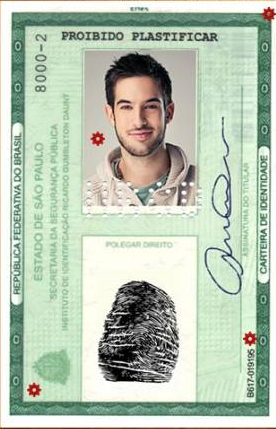 PROIBIDO PLASTIFICAR
8000-2
REPÚBLICA FEDERATIVA DO BRASIL
ESTADO DE SÃO PAULO
SECRETARIA DA SEGURANÇA PÚBLICA
INSTITUTO DE IDENTIFICAÇÃO RICARDO GUMBLETON DAUNT
POLEGAR DIREITO
ASSINATURA DO TITULAR
CARTEIRA DE IDENTIDADE
B617-019195